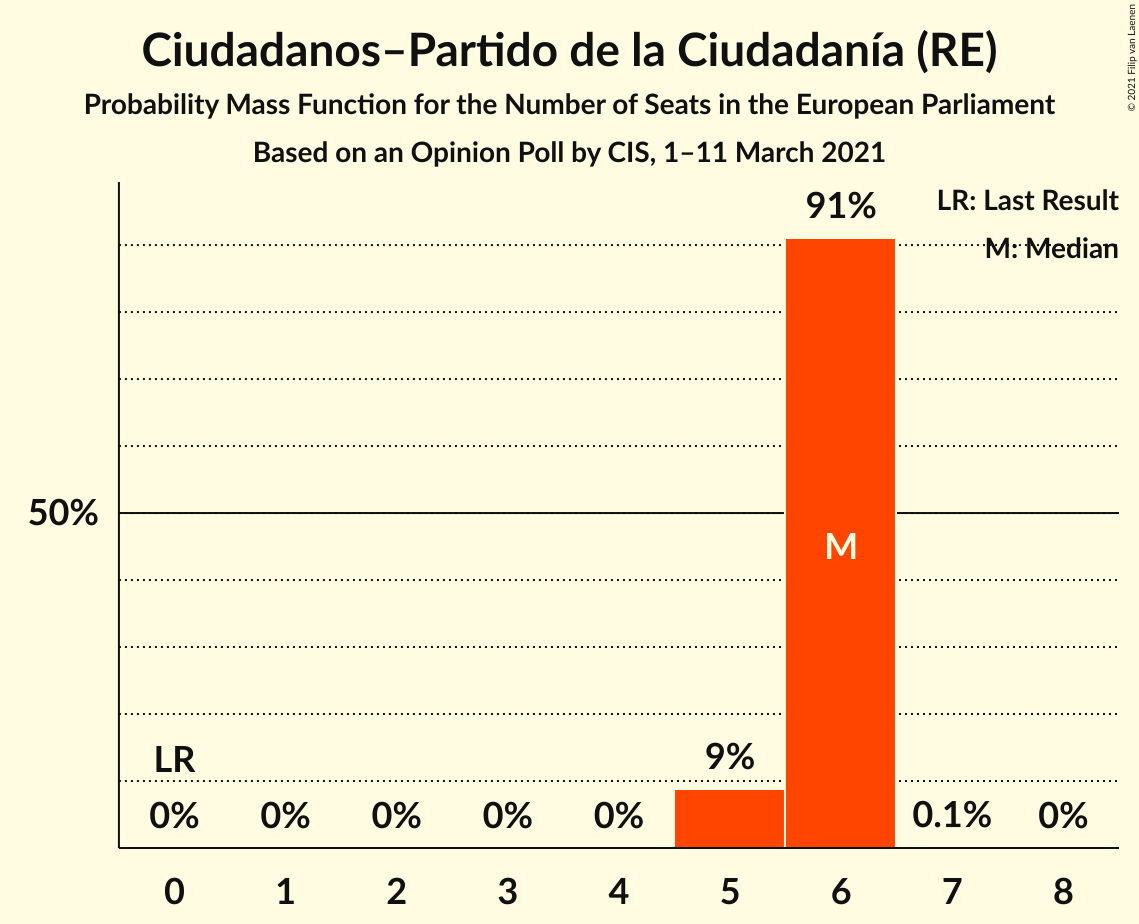 Ciudadanos–Partido de la Ciudadanía (RE)
Probability Mass Function for the Number of Seats in the European Parliament
Based on an Opinion Poll by CIS, 1–11 March 2021
© 2021 Filip van Laenen
LR: Last Result
M: Median
91%
50%
M
LR
9%
0% 0% 0% 0% 0% 0.1% 0%
0 1 2 3 4 5 6 7 8